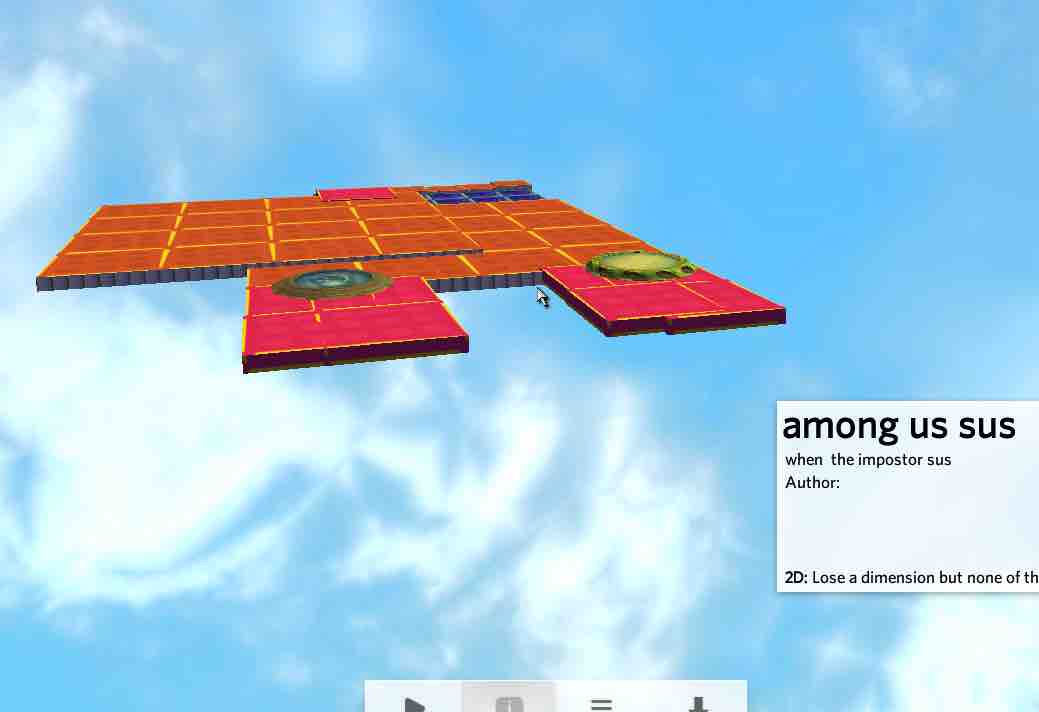 among us sus
when  the impostor sus
Author:
2D: Lose a dimension but none of th